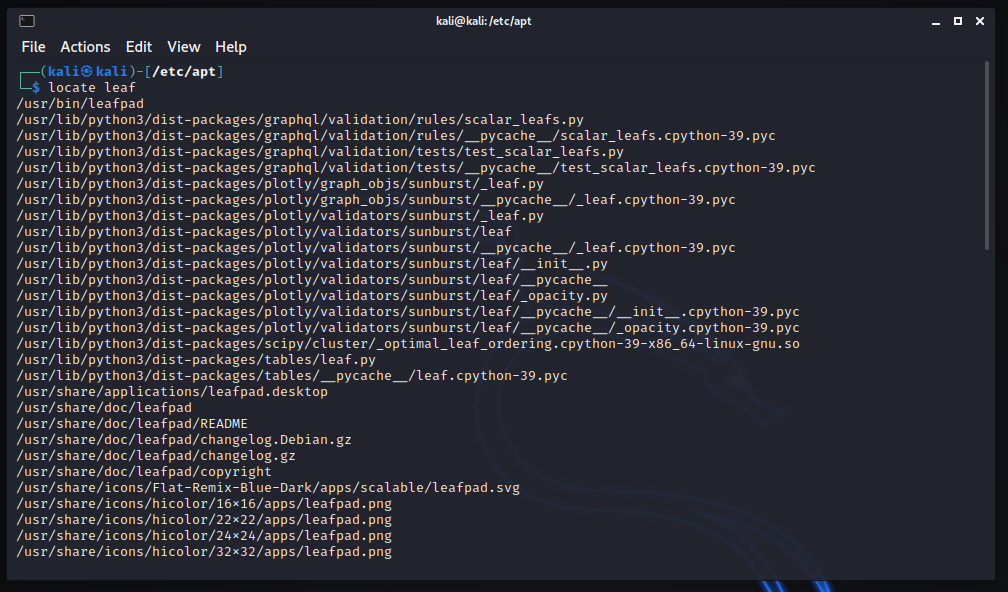 kali@kali: /etc/apt
File Actions Edit View Help
┌──(kali㉿kali)-[/etc/apt]
└─$ locate leaf
/usr/bin/leafpad
/usr/lib/python3/dist-packages/graphql/validation/rules/scalar_leafs.py
/usr/lib/python3/dist-packages/graphql/validation/rules/__pycache__/scalar_leafs.cpython-39.pyc
/usr/lib/python3/dist-packages/graphql/validation/tests/test_scalar_leafs.py
/usr/lib/python3/dist-packages/graphql/validation/tests/__pycache__/test_scalar_leafs.cpython-39.pyc
/usr/lib/python3/dist-packages/plotly/graph_objs/sunburst/_leaf.py
/usr/lib/python3/dist-packages/plotly/graph_objs/sunburst/__pycache__/_leaf.cpython-39.pyc
/usr/lib/python3/dist-packages/plotly/validators/sunburst/_leaf.py
/usr/lib/python3/dist-packages/plotly/validators/sunburst/leaf
/usr/lib/python3/dist-packages/plotly/validators/sunburst/__pycache__/_leaf.cpython-39.pyc
/usr/lib/python3/dist-packages/plotly/validators/sunburst/leaf/__init__.py
/usr/lib/python3/dist-packages/plotly/validators/sunburst/leaf/__pycache__
/usr/lib/python3/dist-packages/plotly/validators/sunburst/leaf/_opacity.py
/usr/lib/python3/dist-packages/plotly/validators/sunburst/leaf/__pycache__/__init__.cpython-39.pyc
/usr/lib/python3/dist-packages/plotly/validators/sunburst/leaf/__pycache__/_opacity.cpython-39.pyc
/usr/lib/python3/dist-packages/scipy/cluster/_optimal_leaf_ordering.cpython-39-x86_64-linux-gnu.so
/usr/lib/python3/dist-packages/tables/leaf.py
/usr/lib/python3/dist-packages/tables/__pycache__/leaf.cpython-39.pyc
/usr/share/applications/leafpad.desktop
/usr/share/doc/leafpad
/usr/share/doc/leafpad/README
/usr/share/doc/leafpad/changelog.Debian.gz
/usr/share/doc/leafpad/changelog.gz
/usr/share/doc/leafpad/copyright
/usr/share/icons/Flat-Remix-Blue-Dark/apps/scalable/leafpad.svg
/usr/share/icons/hicolor/16×16/apps/leafpad.png
/usr/share/icons/hicolor/22×22/apps/leafpad.png
/usr/share/icons/hicolor/24×24/apps/leafpad.png
/usr/share/icons/hicolor/32×32/apps/leafpad.png